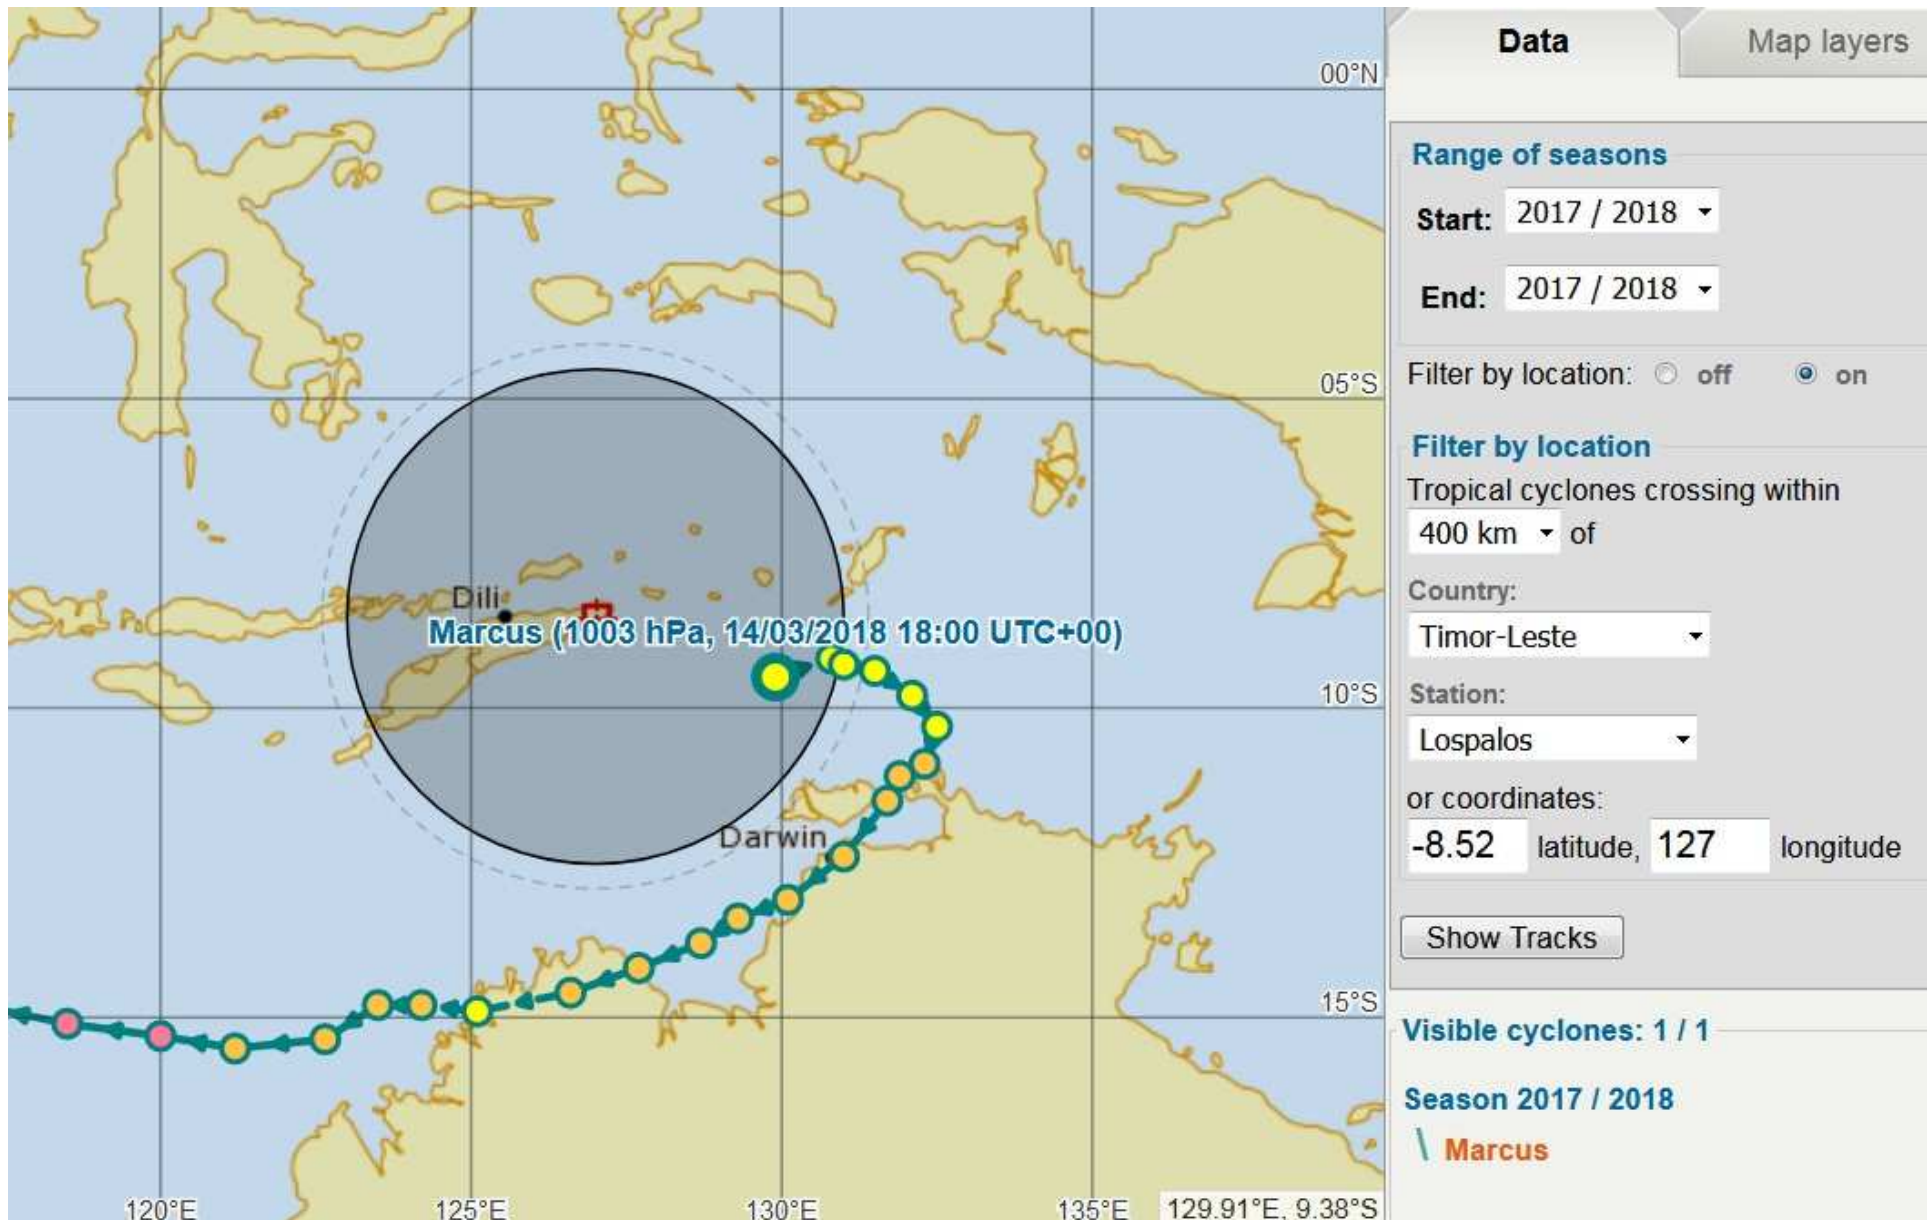 00°N
05°S
Dili
Marcus (1003 hPa, 14/03/2018 18:00 UTC+00)
10°S
Darwin
15°S
120°E
125°E
130°E
135°E
129.91°E, 9.38°S
Data
Map layers
Range of seasons
Start: 2017 / 2018
End: 2017 / 2018
Filter by location: off on
Filter by location
Tropical cyclones crossing within
400 km of
Country:
Timor-Leste
Station:
Lospalos
or coordinates:
-8.52 latitude, 127 longitude
Show Tracks
Visible cyclones: 1 / 1
Season 2017 / 2018
Marcus